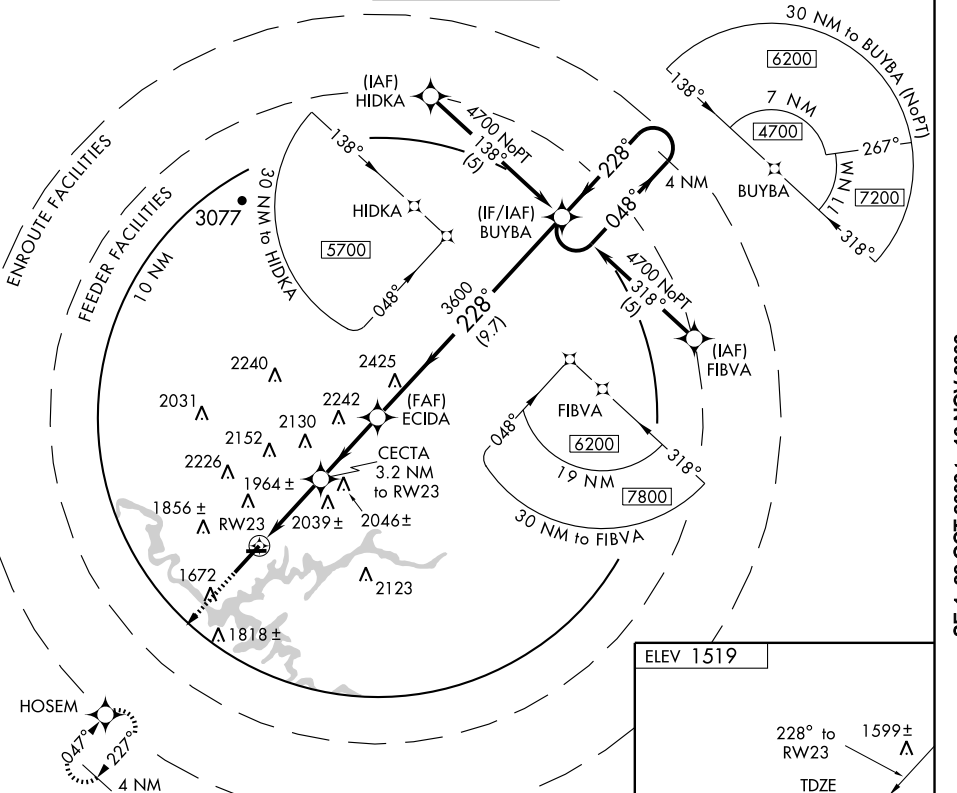 30 NM to BUYBA (NoPT)
6200
138°
7 NM
4700
267°
BUYBA
7200
318°
(IAF)
HIDKA
4700 NoPT
138°
(5)
228°
048°
4 NM
ENROUTE FACILITIES
FEEDER FACILITIES
10 NM
3077
138°
30 NM to HIDKA
HIDKA
5700
048°
(IF/IAF)
BUYBA
4700 NoPT
318°
(5)
(IAF)
FIBVA
3600
228°
(9.7)
2240
2425
2031
2242
(FAF)
ECIDA
2130
2152
CECTA
3.2 NM
to RW23
2226
1964 ±
1856 ±
RW23
2039±
2046±
FIBVA
048°
6200
318°
19 NM
7800
30 NM to FIBVA
1672
2123
1818 ±
HOSEM
047°
227°
4 NM
ELEV 1519
228° to
RW23
1599±
TDZE